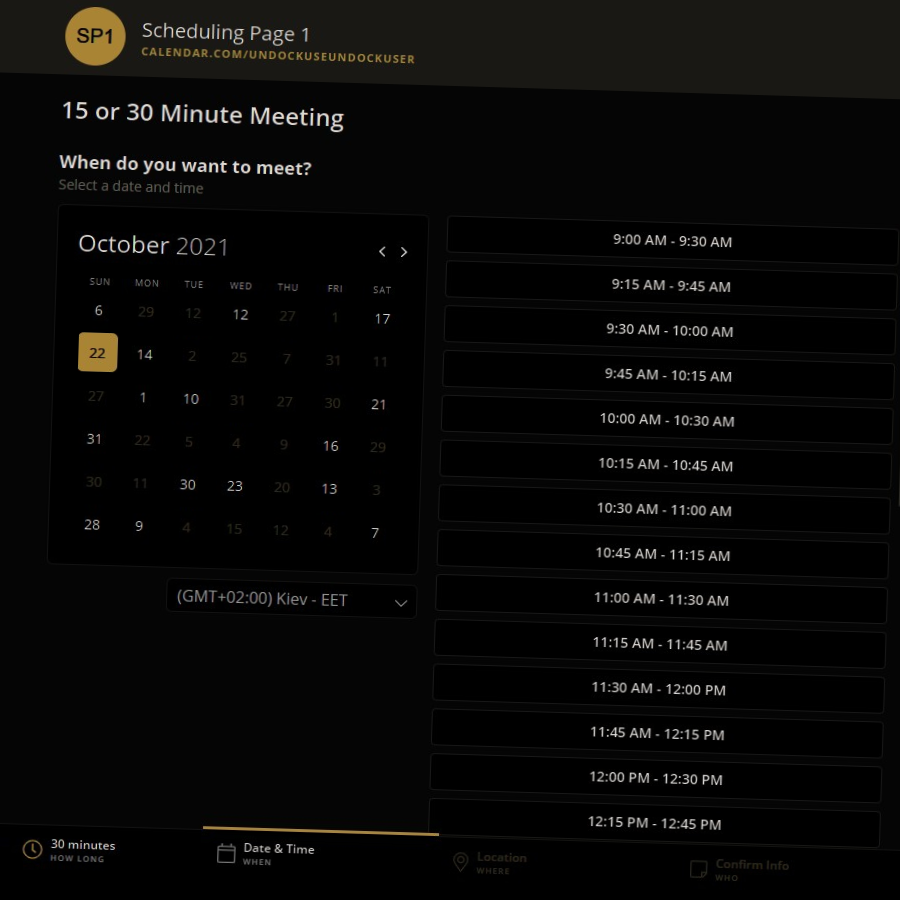 SP1
Scheduling Page 1
CALENDAR.COM/UNDOCKUSEUNDOCKUSER
15 or 30 Minute Meeting
When do you want to meet?
Select a date and time
October 2021
SUN MON TUE WED THU FRI SAT
6 29 12 12 27 1 17
22 14 2 25 7 31 11
27 1 10 31 27 30 21
31 22 5 4 9 16 29
30 11 30 23 20 13 3
28 9 4 15 12 4 7
(GMT+02:00) Kiev - EET
9:00 AM - 9:30 AM
9:15 AM - 9:45 AM
9:30 AM - 10:00 AM
9:45 AM - 10:15 AM
10:00 AM - 10:30 AM
10:15 AM - 10:45 AM
10:30 AM - 11:00 AM
10:45 AM - 11:15 AM
11:00 AM - 11:30 AM
11:15 AM - 11:45 AM
11:30 AM - 12:00 PM
11:45 AM - 12:15 PM
12:00 PM - 12:30 PM
12:15 PM - 12:45 PM
30 minutes
HOW LONG
Date & Time
WHEN
Location
WHERE
Confirm Info
WHO